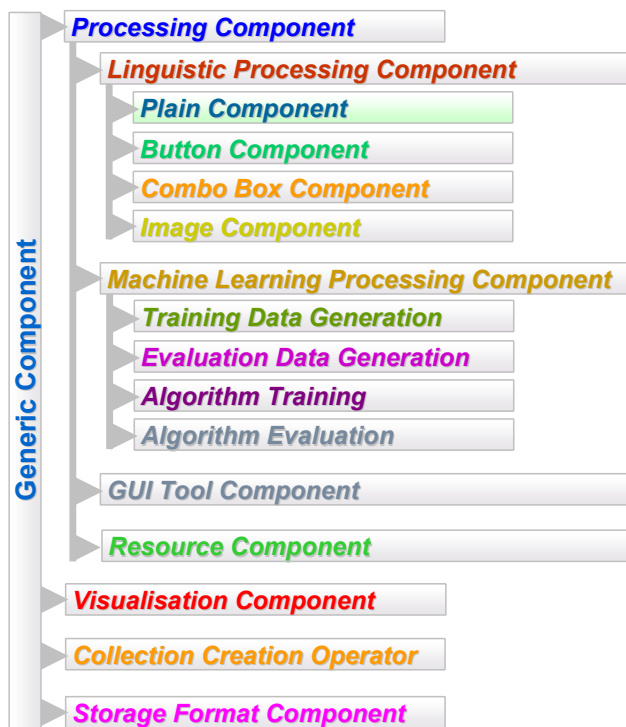 Generic Component
Processing Component
Linguistic Processing Component
Plain Component
Button Component
Combo Box Component
Image Component
Machine Learning Processing Component
Training Data Generation
Evaluation Data Generation
Algorithm Training
Algorithm Evaluation
GUI Tool Component
Resource Component
Visualisation Component
Collection Creation Operator
Storage Format Component